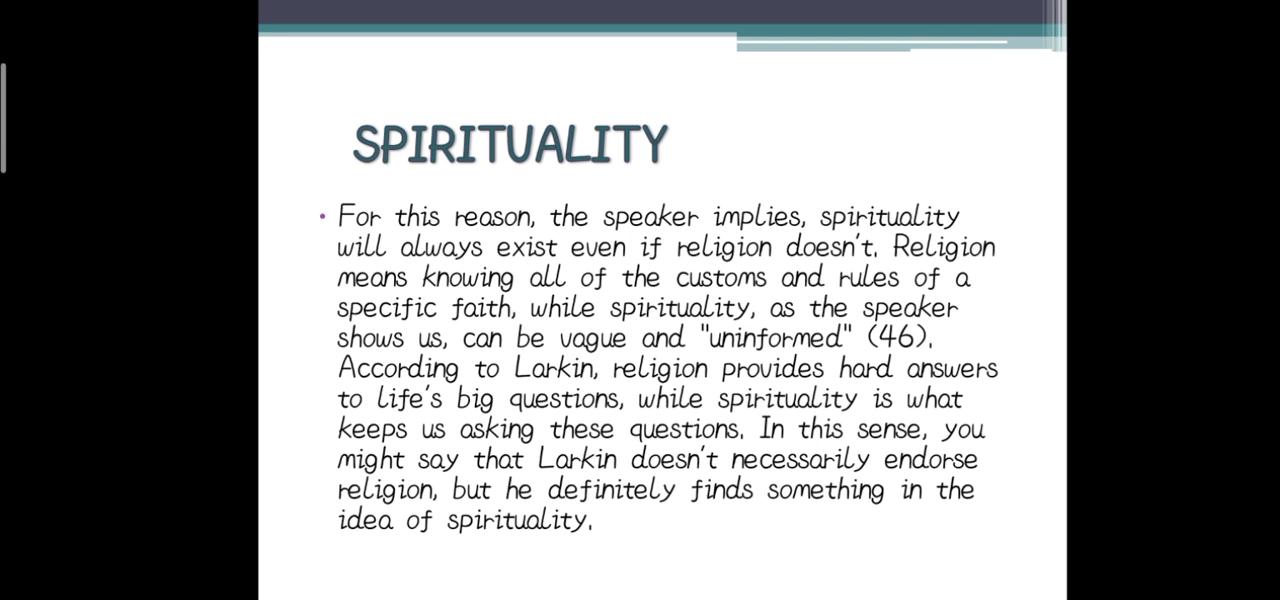 SPIRITUALITY
• For this reason, the speaker implies, spirituality
will always exist even if religion doesn't. Religion
means knowing all of the customs and rules of a
specific faith, while spirituality, as the speaker
shows us, can be vague and "uninformed" (46).
According to Larkin, religion provides hard answers
to life's big questions, while spirituality is what
keeps us asking these questions. In this sense, you
might say that Larkin doesn't necessarily endorse
religion, but he definitely finds something in the
idea of spirituality.